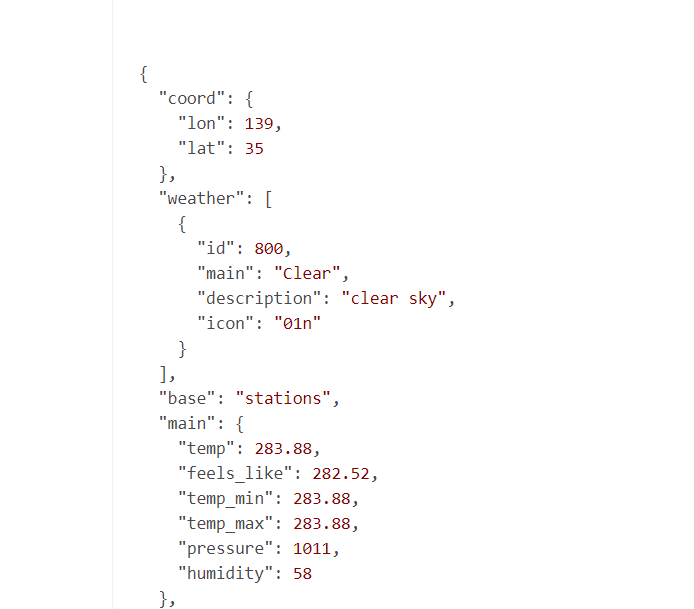 {
  "coord": {
    "lon": 139,
    "lat": 35
  },
  "weather": [
    {
      "id": 800,
      "main": "Clear",
      "description": "clear sky",
      "icon": "01n"
    }
  ],
  "base": "stations",
  "main": {
    "temp": 283.88,
    "feels_like": 282.52,
    "temp_min": 283.88,
    "temp_max": 283.88,
    "pressure": 1011,
    "humidity": 58
  },